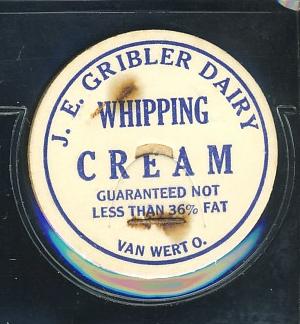 J. E. GRIBLER DAIRY
WHIPPING
CREAM
GUARANTEED NOT
LESS THAN 36% FAT
VAN WERT O.